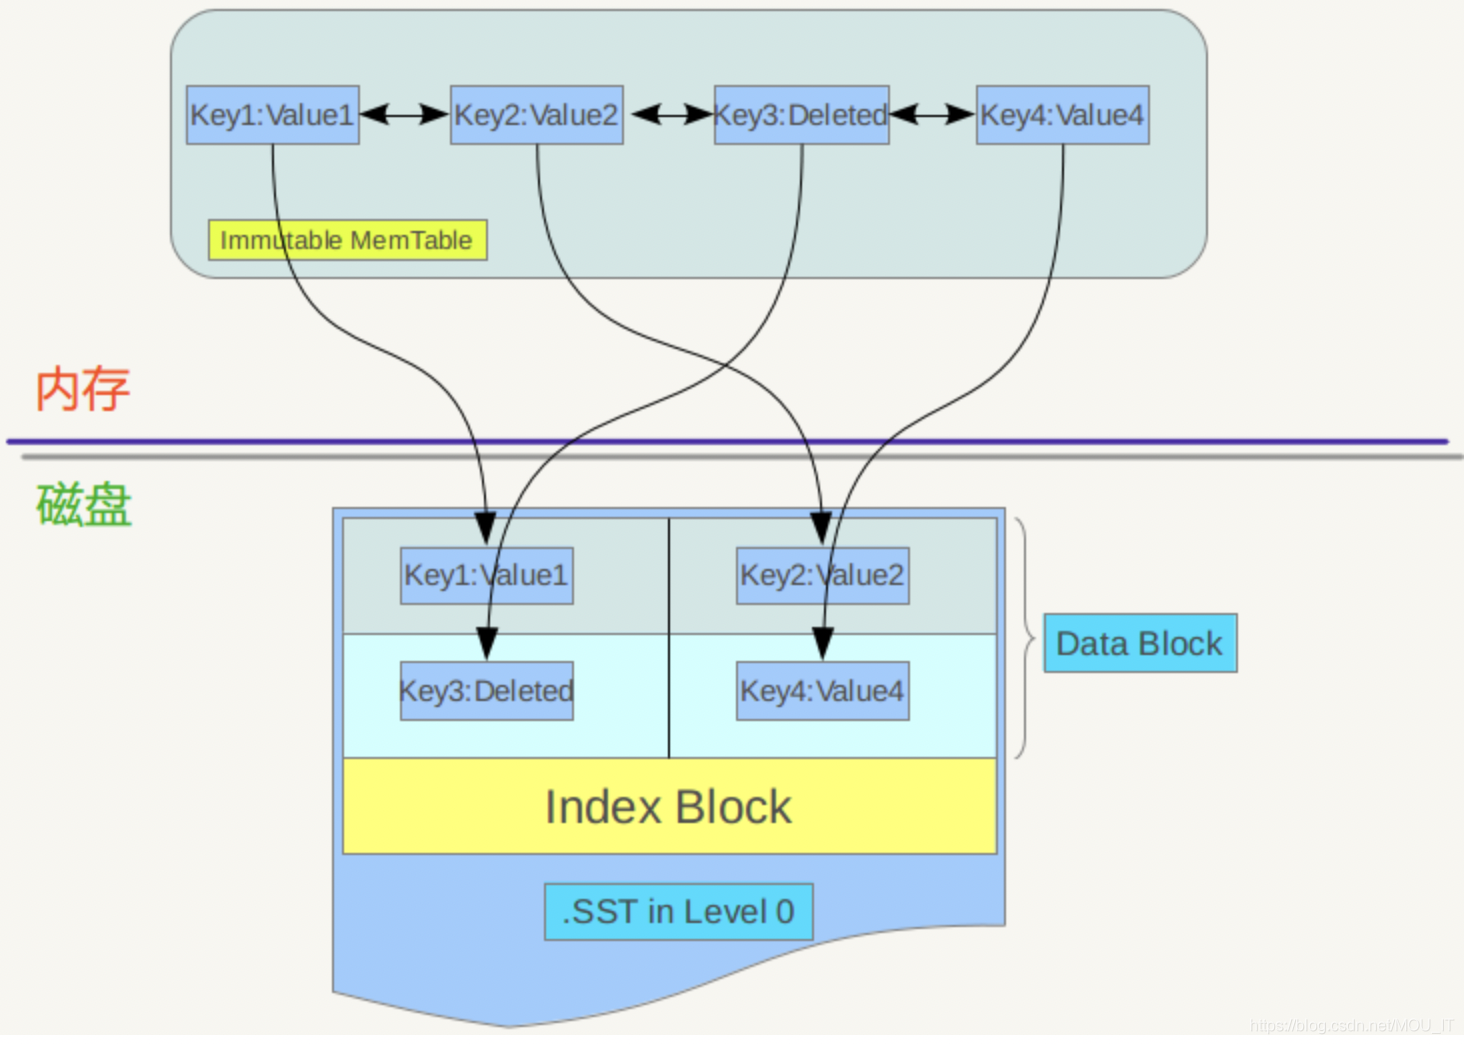 Key1:Value1
Key2:Value2
Key3:Deleted
Key4:Value4
Immutable MemTable
内存
磁盘
Key1:Value1
Key2:Value2
Data Block
Key3:Deleted
Key4:Value4
Index Block
.SST in Level 0
https://blog.csdn.net/MOU_IT